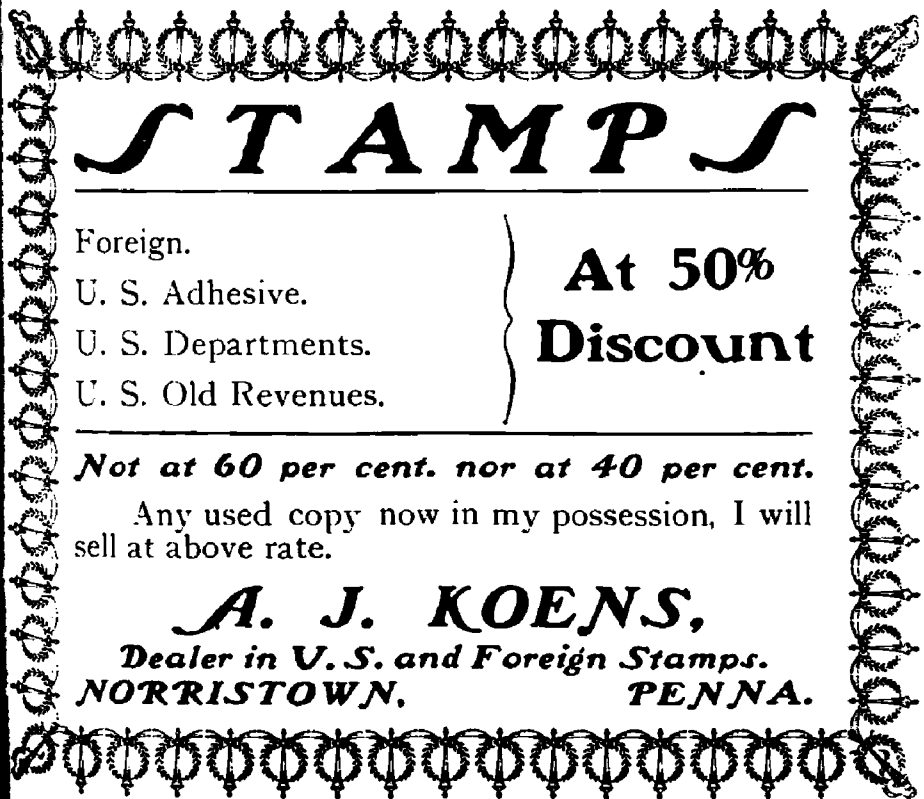 STAMPS
Foreign.
U. S. Adhesive.
U. S. Departments.
U. S. Old Revenues.
At 50%
Discount
Not at 60 per cent. nor at 40 per cent.
Any used copy now in my possession, I will
sell at above rate.
A. J. KOENS,
Dealer in U. S. and Foreign Stamps.
NORRISTOWN, PENNA.